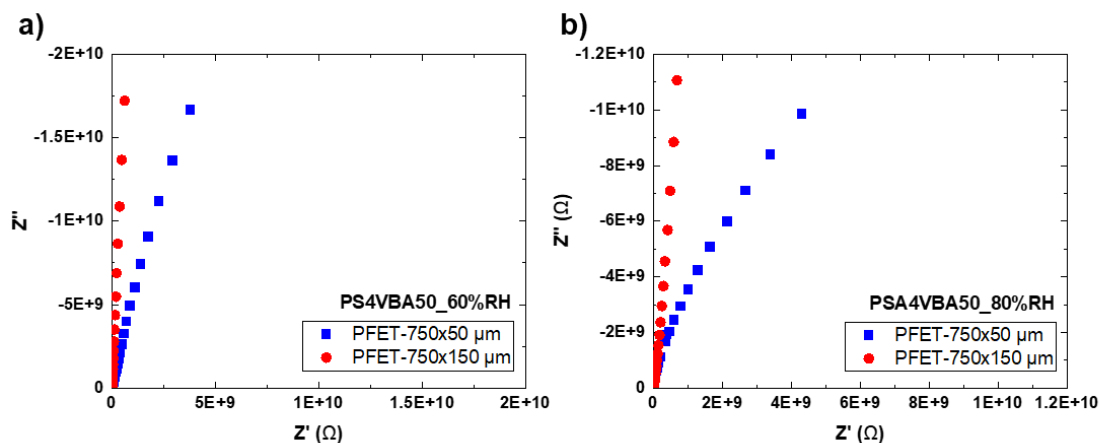 a)
-2E+10
-1.5E+10
-1E+10
-5E+9
0
Z''
0
5E+9
1E+10
1.5E+10
2E+10
Z' (Ω)
PS4VBA50_60%RH
PFET-750x50 µm
PFET-750x150 µm
b)
-1.2E+10
-1E+10
-8E+9
-6E+9
-4E+9
-2E+9
0
Z'' (Ω)
0
2E+9
4E+9
6E+9
8E+9
1E+10
1.2E+10
Z' (Ω)
PSA4VBA50_80%RH
PFET-750x50 µm
PFET-750x150 µm